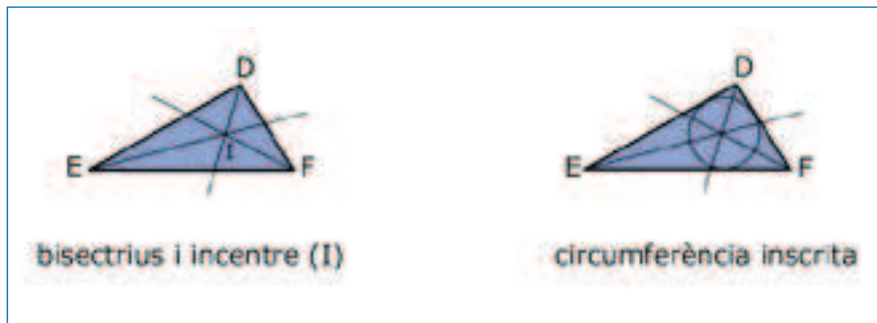 D
D
I
E
F
E
F
bisectrius i incentre (I)
circumferència inscrita